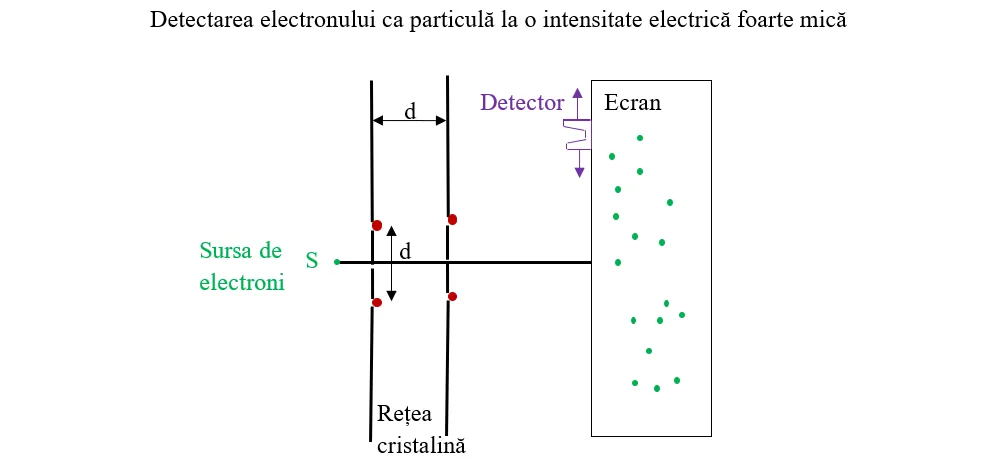 Detectarea electronului ca particulă la o intensitate electrică foarte mică
d
Detector
Ecran
d
Sursa de
electroni
S
Rețea
cristalină